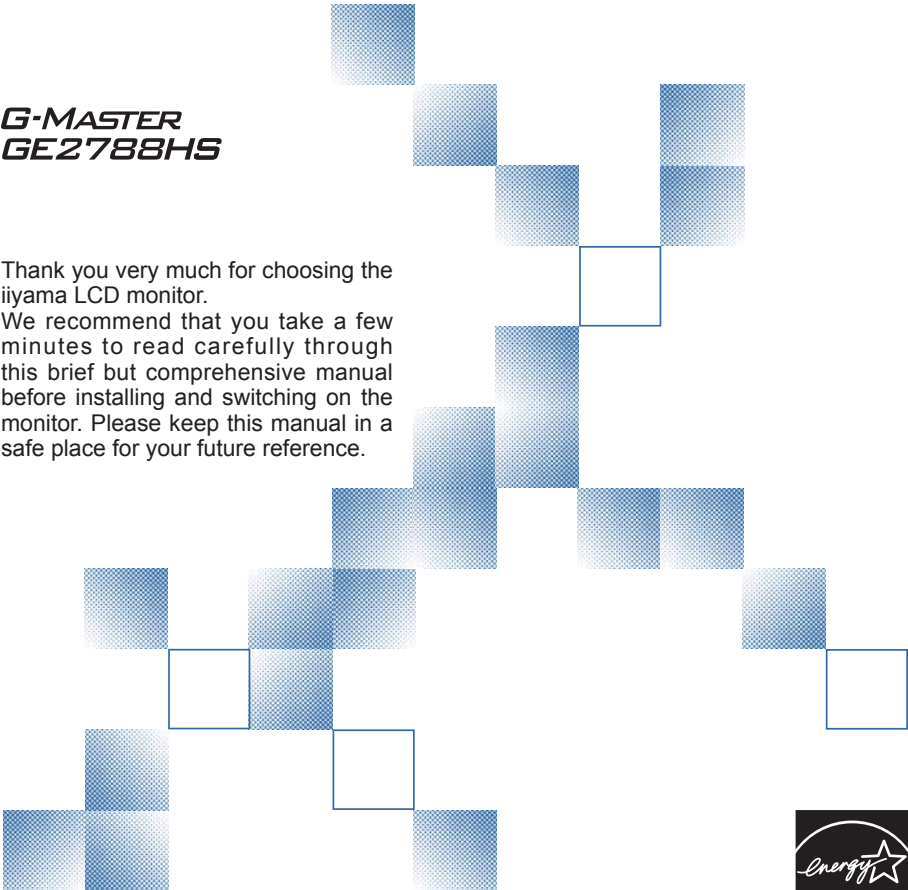 G-MASTER
GE2788HS
Thank you very much for choosing the
iiyama LCD monitor.
We recommend that you take a few
minutes to read carefully through
this brief but comprehensive manual
before installing and switching on the
monitor. Please keep this manual in a
safe place for your future reference.
energy